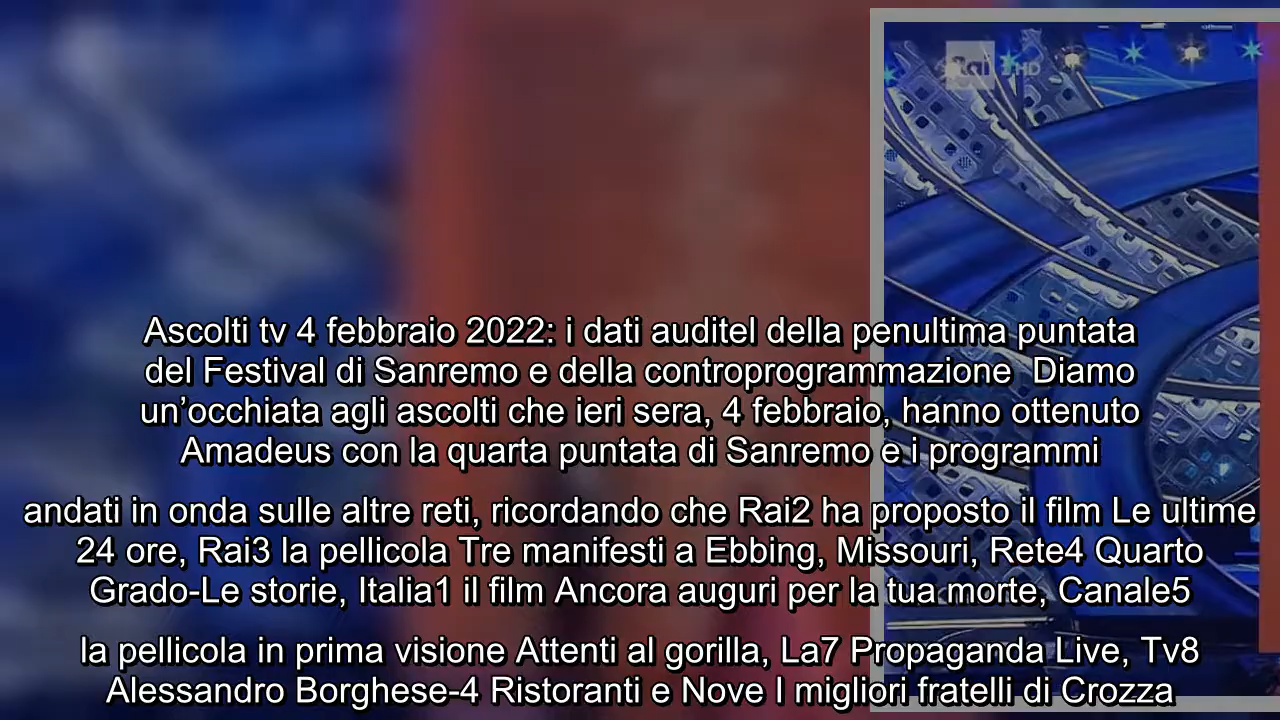 Rai 1 HD
Ascolti tv 4 febbraio 2022: i dati auditel della penultima puntata
del Festival di Sanremo e della controprogrammazione  Diamo
un’occhiata agli ascolti che ieri sera, 4 febbraio, hanno ottenuto
Amadeus con la quarta puntata di Sanremo e i programmi
andati in onda sulle altre reti, ricordando che Rai2 ha proposto il film Le ultime
24 ore, Rai3 la pellicola Tre manifesti a Ebbing, Missouri, Rete4 Quarto
Grado-Le storie, Italia1 il film Ancora auguri per la tua morte, Canale5
la pellicola in prima visione Attenti al gorilla, La7 Propaganda Live, Tv8
Alessandro Borghese-4 Ristoranti e Nove I migliori fratelli di Crozza